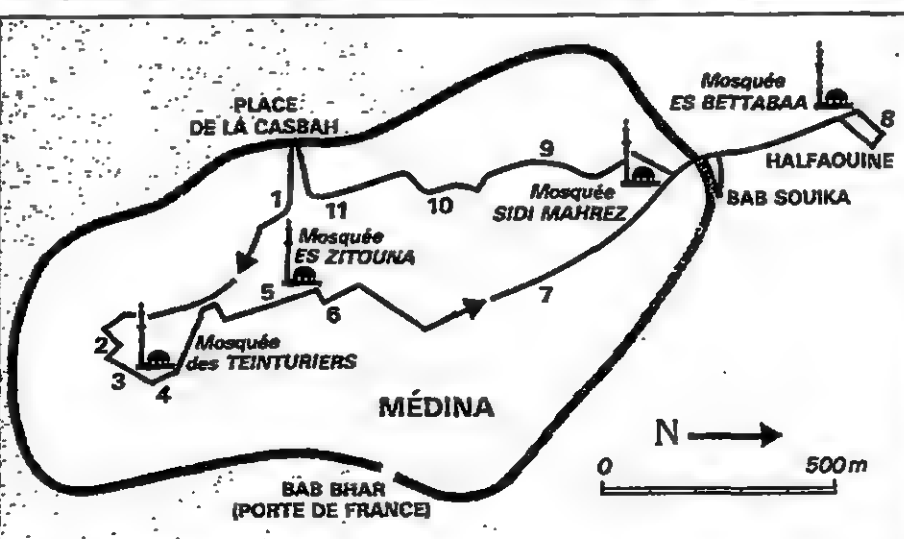 PLACE
DE LA CASBAH
Mosquée
ES BETTABAA
8
HALFAOUINE
9
1
11
10
Mosquée
SIDI MAHREZ
BAB SOUIKA
Mosquée
ES ZITOUNA
5
6
7
2
3
4
Mosquée
des TEINTURIERS
MÉDINA
N
0 500m
BAB BHAR
(PORTE DE FRANCE)